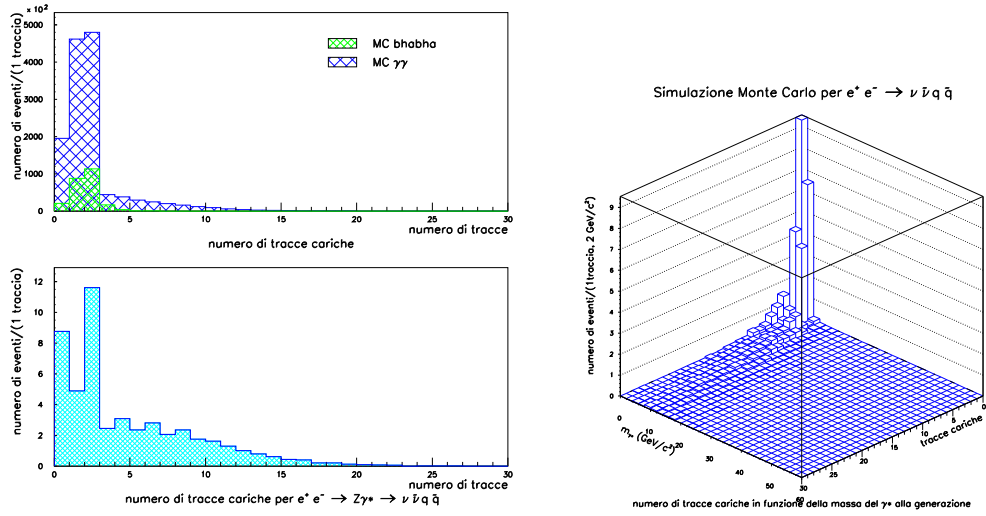 × 10²
numero di eventi/(1 traccia)
5000
4000
3000
2000
1000
0
MC bhabha
MC γγ
0 5 10 15 20 25 30
numero di tracce
numero di tracce cariche
numero di eventi/(1 traccia)
12
10
8
6
4
2
0
0 5 10 15 20 25 30
numero di tracce
numero di tracce cariche per e⁺ e⁻ → Zγ* → ν ν̄ q q̄
Simulazione Monte Carlo per e⁺ e⁻ → ν ν̄ q q̄
numero di eventi/(1traccia, 2 GeV/c²)
9
8
7
6
5
4
3
2
1
0
0 10 20 30 40 50 60
(GeV/c²)
0 5 10 15 20 25 30
tracce cariche
numero di tracce cariche in funzione della massa del γ* alla generazione